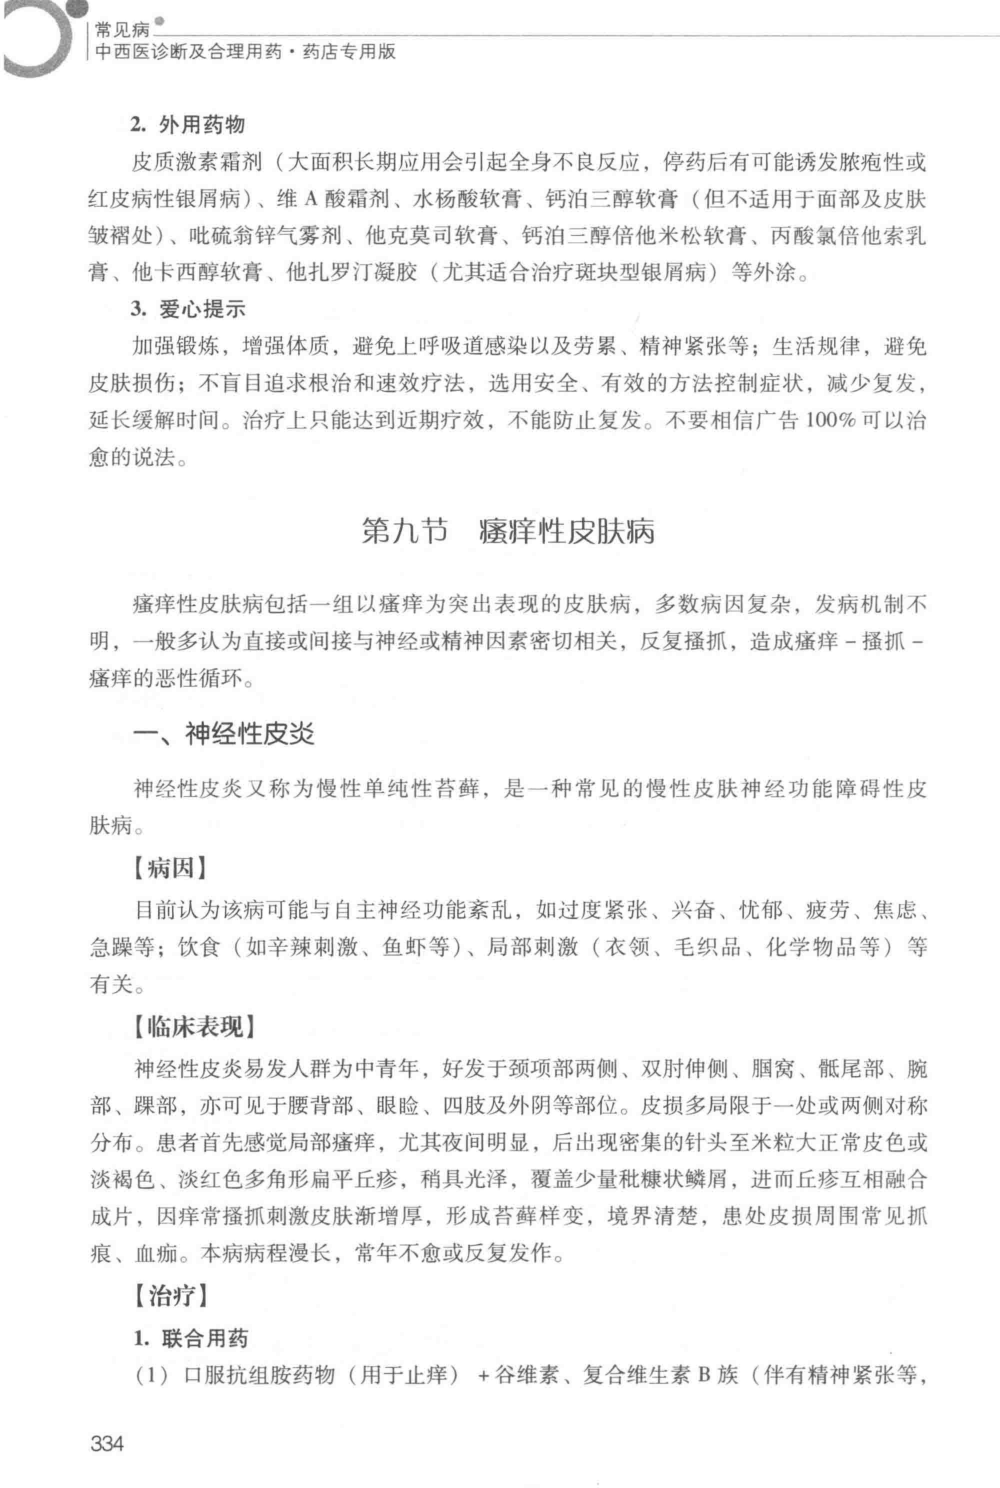 常见病
中西医诊断及合理用药·药店专用版
2. 外用药物
皮质激素霜剂（大面积长期应用会引起全身不良反应，停药后有可能诱发脓疱性或
红皮病性银屑病）、维 A 酸霜剂、水杨酸软膏、钙泊三醇软膏（但不适用于面部及皮肤
皱褶处）、吡硫翁锌气雾剂、他克莫司软膏、钙泊三醇倍他米松软膏、丙酸氯倍他索乳
膏、他卡西醇软膏、他扎罗汀凝胶（尤其适合治疗斑块型银屑病）等外涂。
3. 爱心提示
加强锻炼，增强体质，避免上呼吸道感染以及劳累、精神紧张等；生活规律，避免
皮肤损伤；不盲目追求根治和速效疗法，选用安全、有效的方法控制症状，减少复发，
延长缓解时间。治疗上只能达到近期疗效，不能防止复发。不要相信广告 100% 可以治
愈的说法。
第九节　瘙痒性皮肤病
瘙痒性皮肤病包括一组以瘙痒为突出表现的皮肤病，多数病因复杂，发病机制不
明，一般多认为直接或间接与神经或精神因素密切相关，反复搔抓，造成瘙痒－搔抓－
瘙痒的恶性循环。
一、神经性皮炎
神经性皮炎又称为慢性单纯性苔藓，是一种常见的慢性皮肤神经功能障碍性皮
肤病。
【病因】
目前认为该病可能与自主神经功能紊乱，如过度紧张、兴奋、忧郁、疲劳、焦虑、
急躁等；饮食（如辛辣刺激、鱼虾等）、局部刺激（衣领、毛织品、化学物品等）等
有关。
【临床表现】
神经性皮炎易发人群为中青年，好发于颈项部两侧、双肘伸侧、腘窝、骶尾部、腕
部、踝部，亦可见于腰背部、眼睑、四肢及外阴等部位。皮损多局限于一处或两侧对称
分布。患者首先感觉局部瘙痒，尤其夜间明显，后出现密集的针头至米粒大正常皮色或
淡褐色、淡红色多角形扁平丘疹，稍具光泽，覆盖少量秕糠状鳞屑，进而丘疹互相融合
成片，因痒常搔抓刺激皮肤渐增厚，形成苔藓样变，境界清楚，患处皮损周围常见抓
痕、血痂。本病病程漫长，常年不愈或反复发作。
【治疗】
1. 联合用药
（1）口服抗组胺药物（用于止痒）+谷维素、复合维生素 B 族（伴有精神紧张等，
334